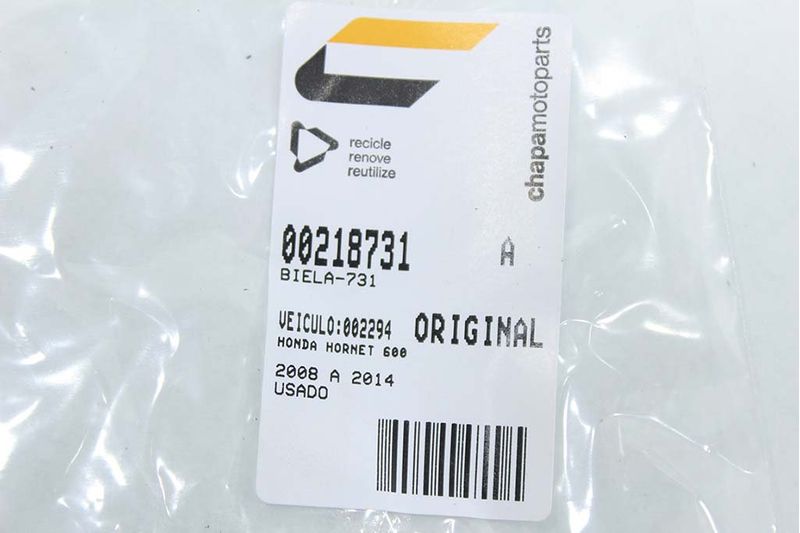 chapamotoparts
recicle
renove
reutilize
00218731 A
BIELA-731
VEICULO:002294 ORIGINAL
HONDA HORNET 600
2008 A 2014
USADO